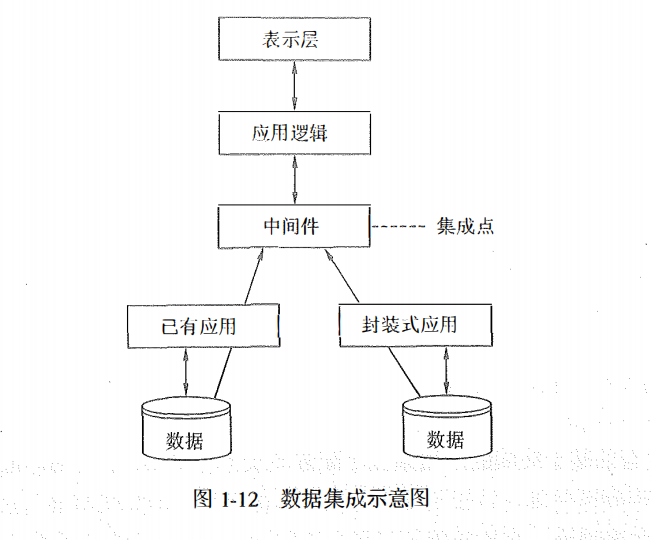 表示层
应用逻辑
中间件
集成点
已有应用
封装式应用
数据
数据
图 1-12 数据集成示意图